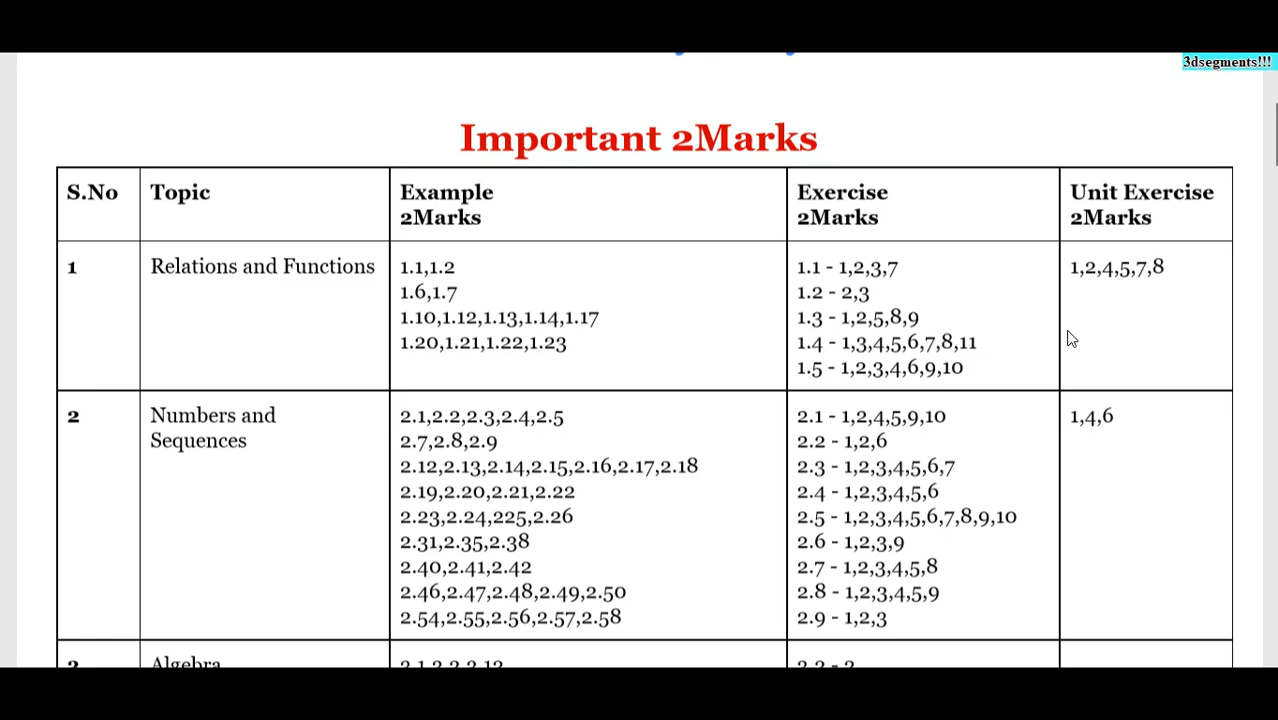 3dsegments!!!
Important 2Marks
S.No
Topic
Example
2Marks
Exercise
2Marks
Unit Exercise
2Marks
1
Relations and Functions
1.1,1.2
1.6,1.7
1.10,1.12,1.13,1.14,1.17
1.20,1.21,1.22,1.23
1.1 - 1,2,3,7
1.2 - 2,3
1.3 - 1,2,5,8,9
1.4 - 1,3,4,5,6,7,8,11
1.5 - 1,2,3,4,6,9,10
1,2,4,5,7,8
2
Numbers and
Sequences
2.1,2.2,2.3,2.4,2.5
2.7,2.8,2.9
2.12,2.13,2.14,2.15,2.16,2.17,2.18
2.19,2.20,2.21,2.22
2.23,2.24,225,2.26
2.31,2.35,2.38
2.40,2.41,2.42
2.46,2.47,2.48,2.49,2.50
2.54,2.55,2.56,2.57,2.58
2.1 - 1,2,4,5,9,10
2.2 - 1,2,6
2.3 - 1,2,3,4,5,6,7
2.4 - 1,2,3,4,5,6
2.5 - 1,2,3,4,5,6,7,8,9,10
2.6 - 1,2,3,9
2.7 - 1,2,3,4,5,8
2.8 - 1,2,3,4,5,9
2.9 - 1,2,3
1,4,6
Algebra